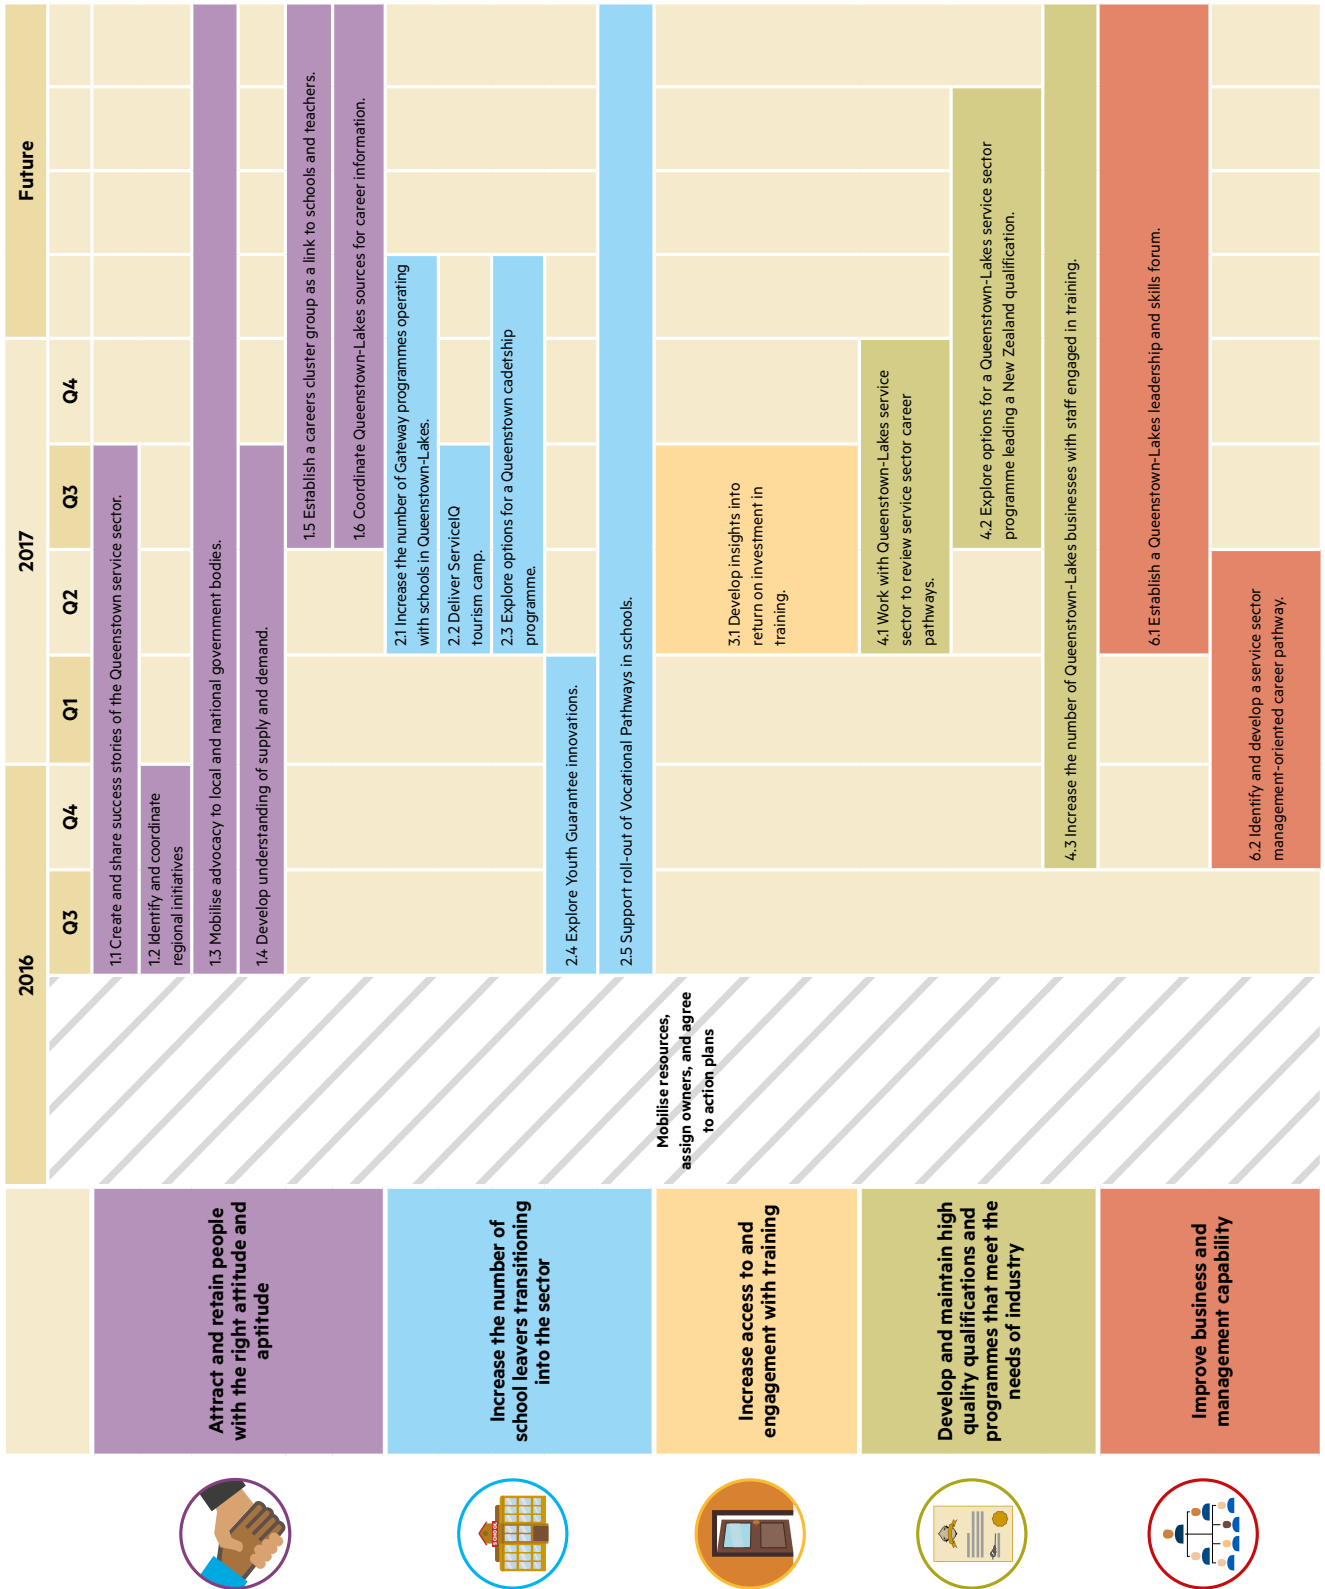 2016
2017
Future
Q3
Q4
Q1
Q2
Q3
Q4
Attract and retain people
with the right attitude and
aptitude
1.1 Create and share success stories of the Queenstown service sector.
1.2 Identify and coordinate
regional initiatives
1.3 Mobilise advocacy to local and national government bodies.
1.4 Develop understanding of supply and demand.
1.5 Establish a careers cluster group as a link to schools and teachers.
1.6 Coordinate Queenstown-Lakes sources for career information.
SCHOOL
Increase the number of
school leavers transitioning
into the sector
2.1 Increase the number of Gateway programmes operating
with schools in Queenstown-Lakes.
2.2 Deliver ServiceIQ
tourism camp.
2.3 Explore options for a Queenstown cadetship
programme.
2.4 Explore Youth Guarantee innovations.
2.5 Support roll-out of Vocational Pathways in schools.
Mobilise resources,
assign owners, and agree
to action plans
Increase access to and
engagement with training
3.1 Develop insights into
return on investment in
training.
Develop and maintain high
quality qualifications and
programmes that meet the
needs of industry
4.1 Work with Queenstown-Lakes service
sector to review service sector career
pathways.
4.2 Explore options for a Queenstown-Lakes service sector
programme leading a New Zealand qualification.
4.3 Increase the number of Queenstown-Lakes businesses with staff engaged in training.
Improve business and
management capability
6.1 Establish a Queenstown-Lakes leadership and skills forum.
6.2 Identify and develop a service sector
management-oriented career pathway.